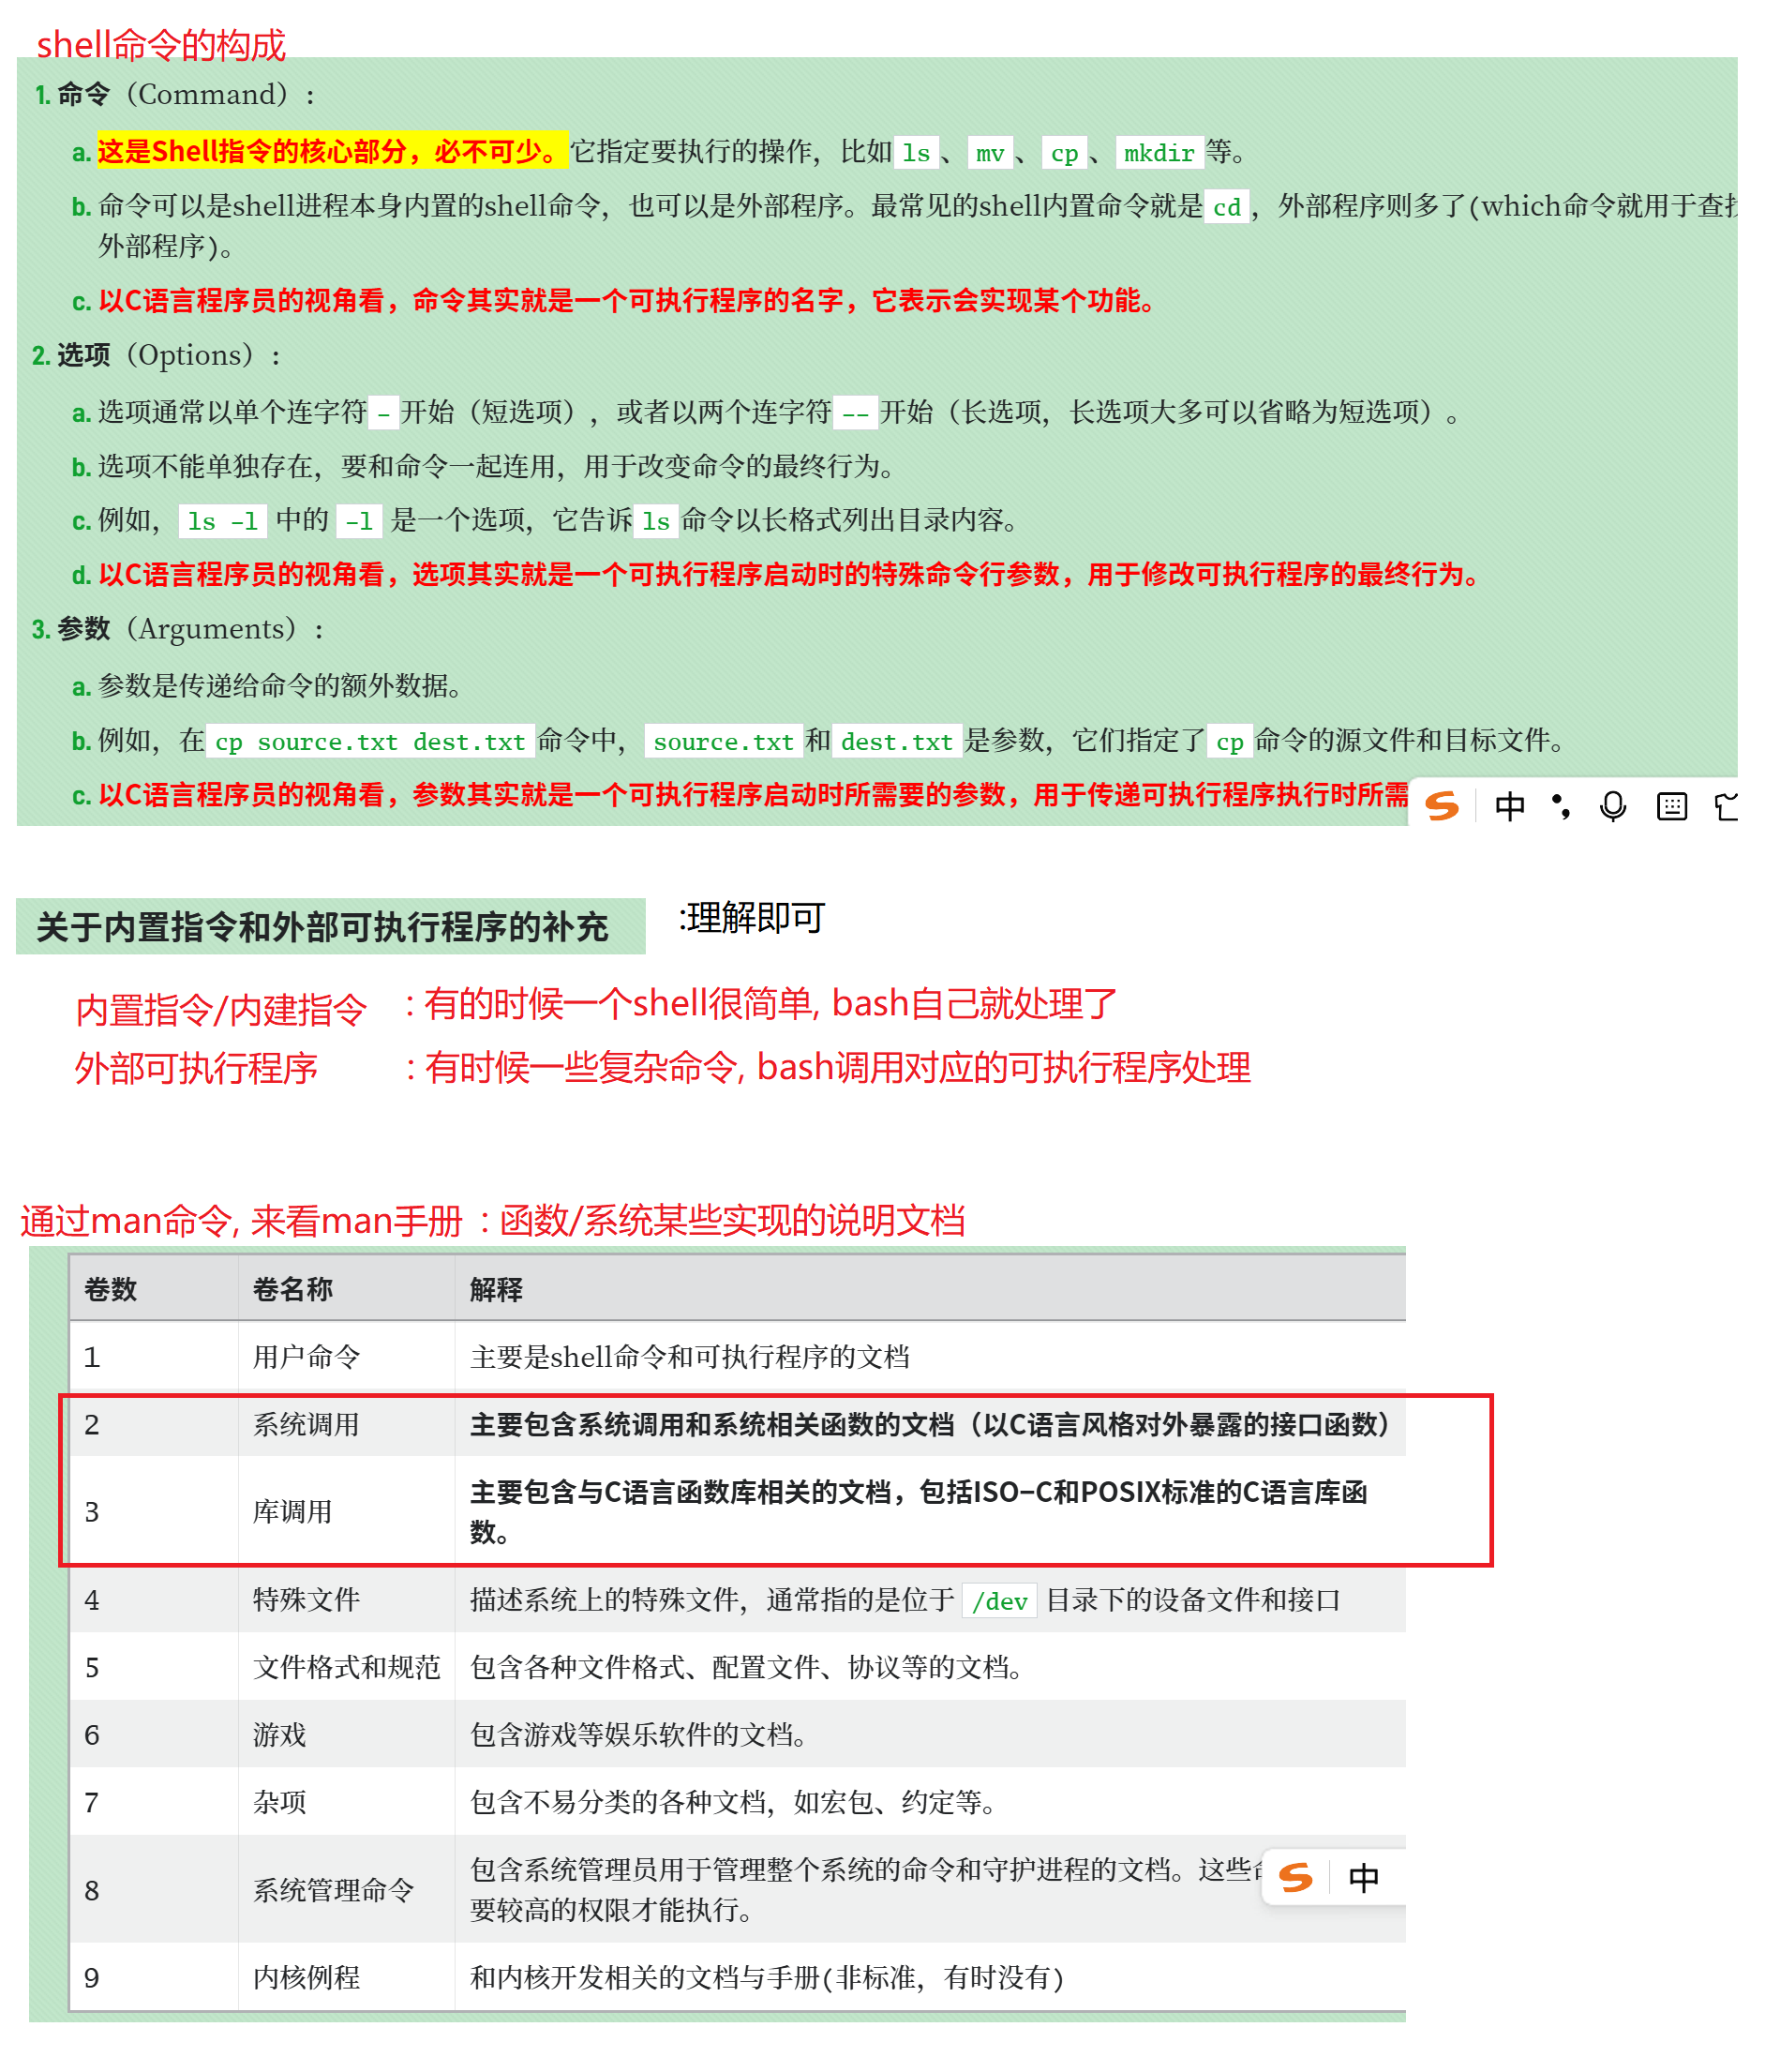 shell命令的构成
1. 命令（Command）：
a. 这是Shell指令的核心部分，必不可少。它指定要执行的操作，比如 ls 、 mv 、 cp 、 mkdir 等。
b. 命令可以是shell进程本身内置的shell命令，也可以是外部程序。最常见的shell内置命令就是 cd ，外部程序则多了(which命令就用于查
外部程序)。
c. 以C语言程序员的视角看，命令其实就是一个可执行程序的名字，它表示会实现某个功能。
2. 选项（Options）：
a. 选项通常以单个连字符 - 开始（短选项），或者以两个连字符 -- 开始（长选项，长选项大多可以省略为短选项）。
b. 选项不能单独存在，要和命令一起连用，用于改变命令的最终行为。
c. 例如， ls -l 中的 -l 是一个选项，它告诉 ls 命令以长格式列出目录内容。
d. 以C语言程序员的视角看，选项其实就是一个可执行程序启动时的特殊命令行参数，用于修改可执行程序的最终行为。
3. 参数（Arguments）：
a. 参数是传递给命令的额外数据。
b. 例如，在 cp source.txt dest.txt 命令中， source.txt 和 dest.txt 是参数，它们指定了 cp 命令的源文件和目标文件。
c. 以C语言程序员的视角看，参数其实就是一个可执行程序启动时所需要的参数，用于传递可执行程序执行时所需
中
关于内置指令和外部可执行程序的补充 :理解即可
内置指令/内建指令 : 有的时候一个shell很简单, bash自己就处理了
外部可执行程序 : 有时候一些复杂命令, bash调用对应的可执行程序处理
通过man命令, 来看man手册 : 函数/系统某些实现的说明文档
卷数 卷名称 解释
1 用户命令 主要是shell命令和可执行程序的文档
2 系统调用 主要包含系统调用和系统相关函数的文档（以C语言风格对外暴露的接口函数）
3 库调用 主要包含与C语言函数库相关的文档，包括ISO-C和POSIX标准的C语言库函
数。
4 特殊文件 描述系统上的特殊文件，通常指的是位于 /dev 目录下的设备文件和接口
5 文件格式和规范 包含各种文件格式、配置文件、协议等的文档。
6 游戏 包含游戏等娱乐软件的文档。
7 杂项 包含不易分类的各种文档，如宏包、约定等。
8 系统管理命令 包含系统管理员用于管理整个系统的命令和守护进程的文档。这些
要较高的权限才能执行。
中
9 内核例程 和内核开发相关的文档与手册(非标准，有时没有)